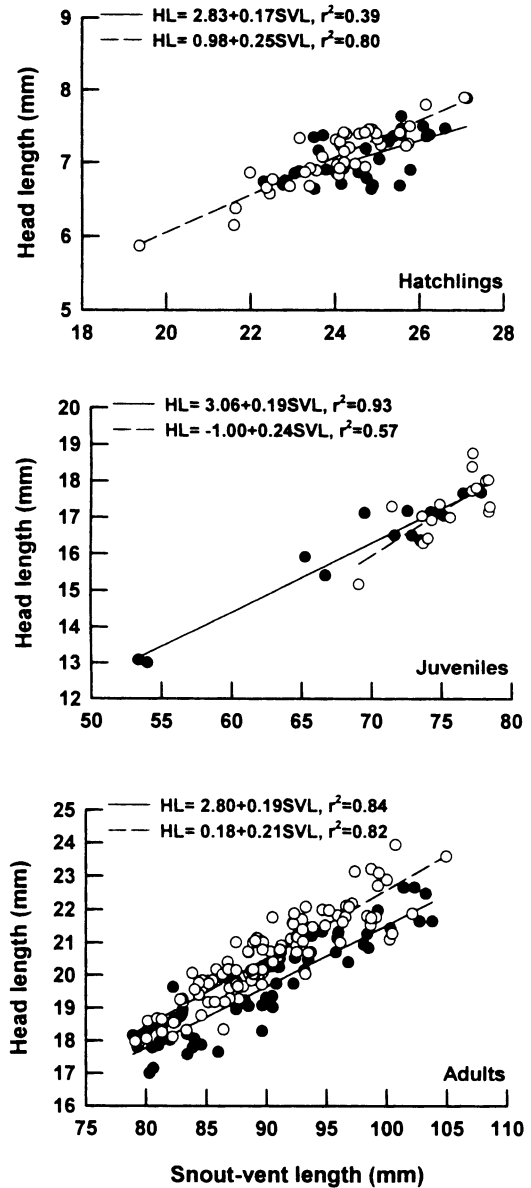 HL= 2.83+0.17SVL, r²=0.39
HL= 0.98+0.25SVL, r²=0.80
9
8
7
6
5
Head length (mm)
Hatchlings
18 20 22 24 26 28
HL= 3.06+0.19SVL, r²=0.93
HL= -1.00+0.24SVL, r²=0.57
20
19
18
17
16
15
14
13
12
Head length (mm)
Juveniles
50 55 60 65 70 75 80
HL= 2.80+0.19SVL, r²=0.84
HL= 0.18+0.21SVL, r²=0.82
25
24
23
22
21
20
19
18
17
16
Head length (mm)
Adults
75 80 85 90 95 100 105 110
Snout-vent length (mm)